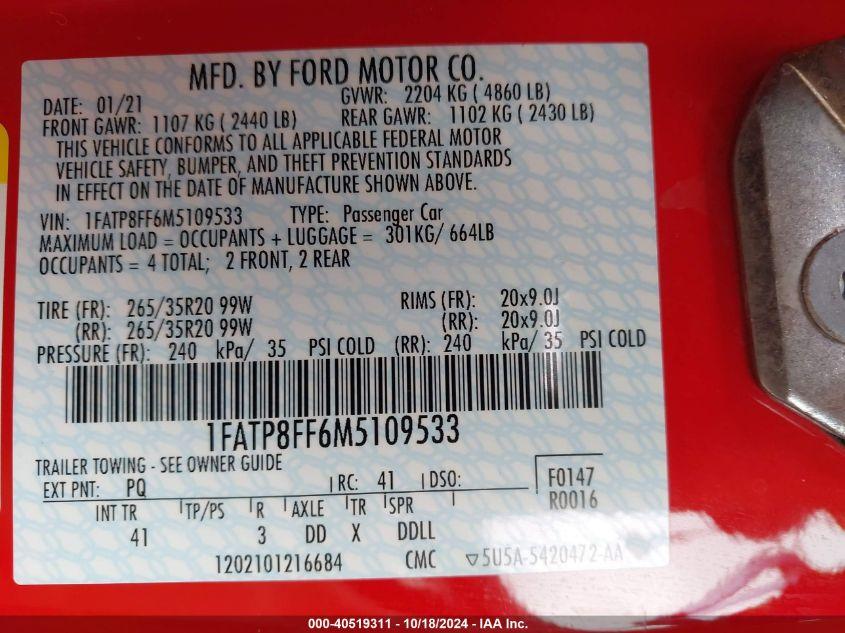 MFD. BY FORD MOTOR CO.
DATE: 01/21 GVWR: 2204 KG ( 4860 LB)
FRONT GAWR: 1107 KG ( 2440 LB) REAR GAWR: 1102 KG ( 2430 LB)
THIS VEHICLE CONFORMS TO ALL APPLICABLE FEDERAL MOTOR
VEHICLE SAFETY, BUMPER, AND THEFT PREVENTION STANDARDS
IN EFFECT ON THE DATE OF MANUFACTURE SHOWN ABOVE.
VIN: 1FATP8FF6M5109533 TYPE: Passenger Car
MAXIMUM LOAD = OCCUPANTS + LUGGAGE = 301KG/ 664LB
OCCUPANTS = 4 TOTAL; 2 FRONT, 2 REAR
TIRE (FR): 265/35R20 99W RIMS (FR): 20x9.0J
(RR): 265/35R20 99W (RR): 20x9.0J
PRESSURE (FR): 240 kPa/ 35 PSI COLD (RR): 240 kPa/ 35 PSI COLD
1FATP8FF6M5109533
TRAILER TOWING - SEE OWNER GUIDE
EXT PNT: PQ RC: 41 DSO: F0147
R0016
INT TR TP/PS R AXLE TR SPR
41 3 DD X DDLL
1202101216684 CMC 5U5A-5420472-AA
000-40519311 - 10/18/2024 - IAA Inc.